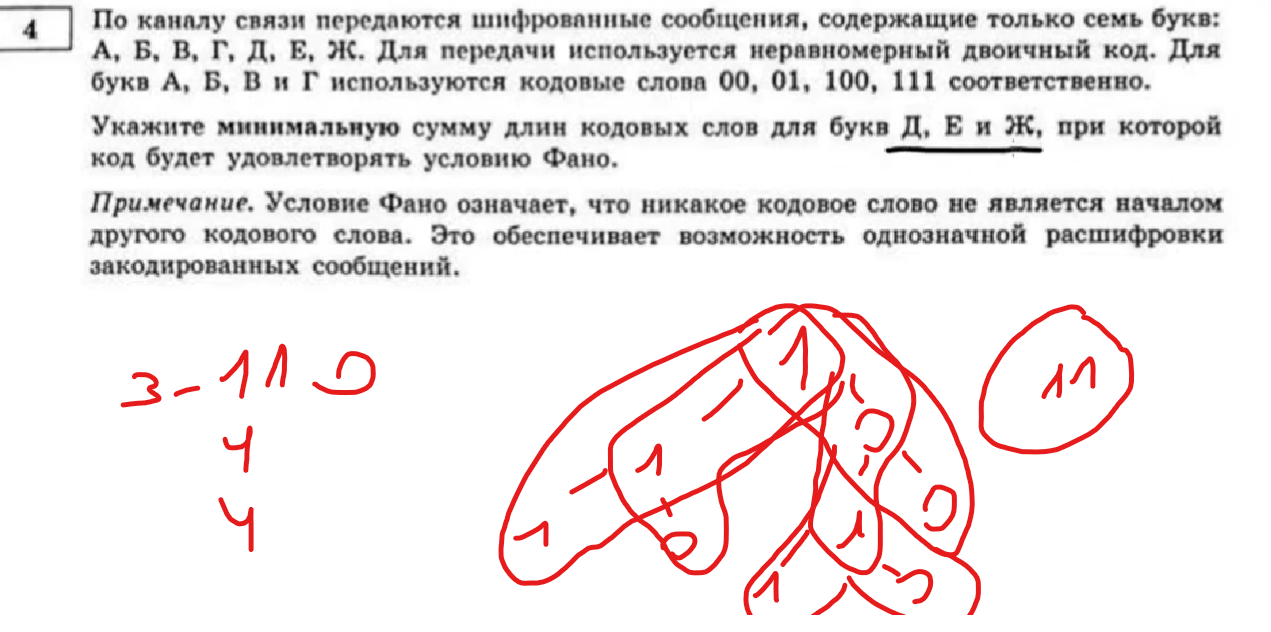 4
По каналу связи передаются шифрованные сообщения, содержащие только семь букв:
А, Б, В, Г, Д, Е, Ж. Для передачи используется неравномерный двоичный код. Для
букв А, Б, В и Г используются кодовые слова 00, 01, 100, 111 соответственно.
Укажите минимальную сумму длин кодовых слов для букв Д, Е и Ж, при которой
код будет удовлетворять условию Фано.
Примечание. Условие Фано означает, что никакое кодовое слово не является началом
другого кодового слова. Это обеспечивает возможность однозначной расшифровки
закодированных сообщений.
3 - 11 0
4
4
1
11
1 0
1 0 1 0
1 0